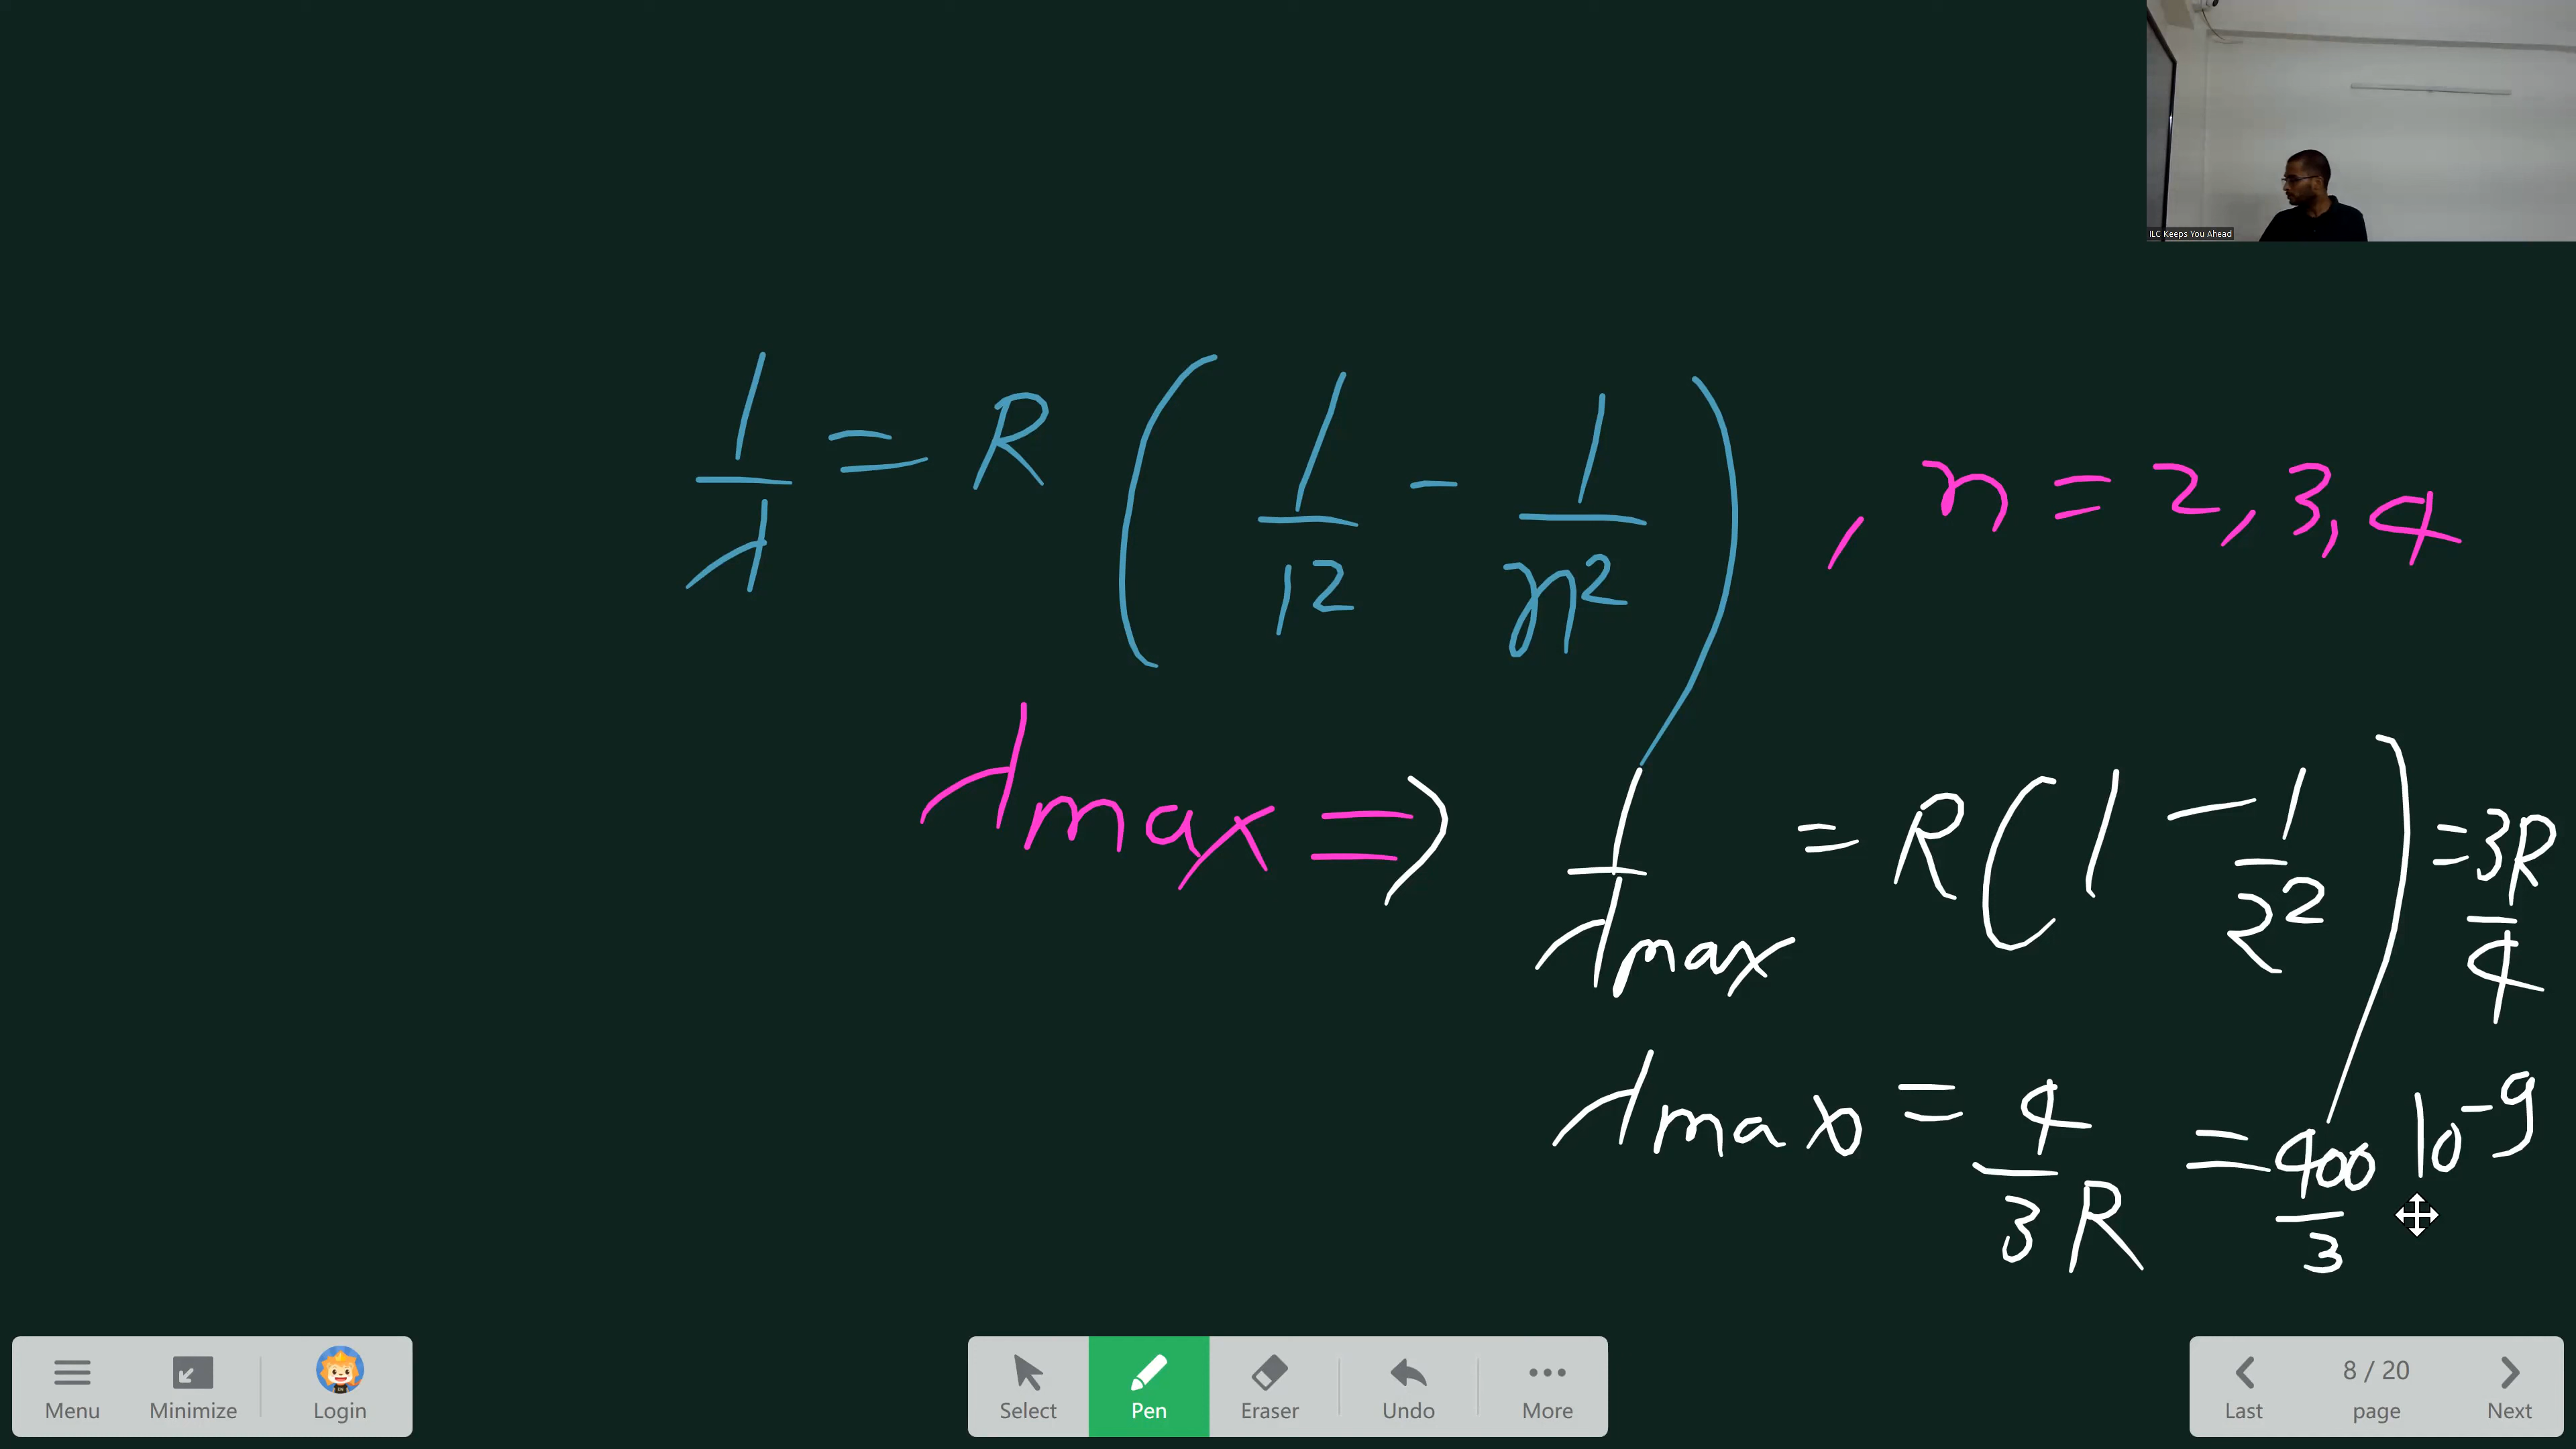 ILC Keeps You Ahead
1/λ = R ( 1/1² − 1/n² ) , n = 2, 3, 4
λmax ⇒ 1/λmax = R ( 1 − 1/2² ) = 3R/4
λmax = 4/3R = 400/3 10⁻⁹
Menu Minimize Login Select Pen Eraser Undo More Last 8 / 20 page Next